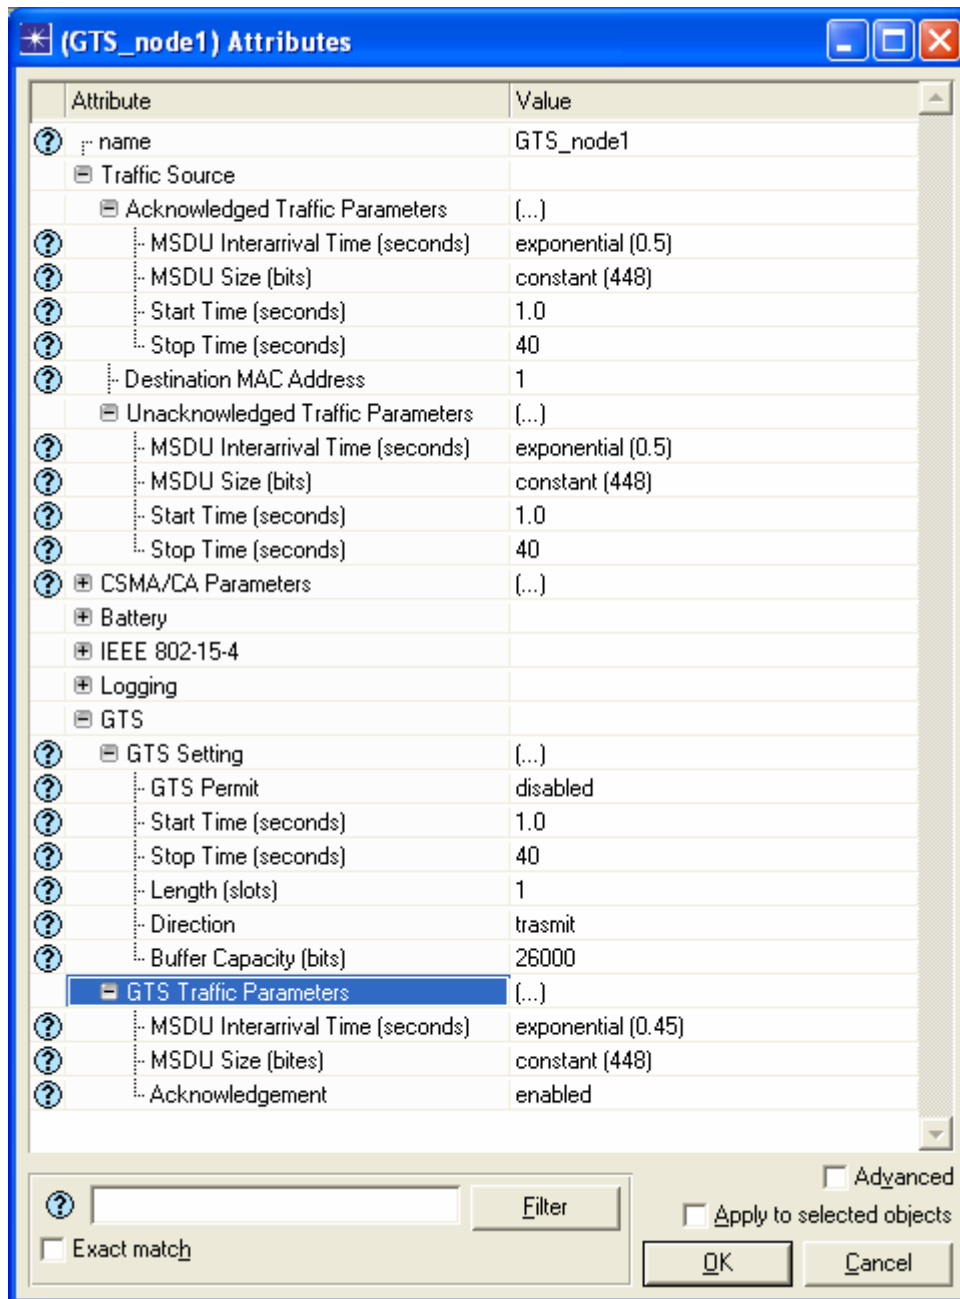 (GTS_node1) Attributes
Attribute Value
name GTS_node1
Traffic Source
Acknowledged Traffic Parameters (...)
MSDU Interarrival Time (seconds) exponential (0.5)
MSDU Size (bits) constant (448)
Start Time (seconds) 1.0
Stop Time (seconds) 40
Destination MAC Address 1
Unacknowledged Traffic Parameters (...)
MSDU Interarrival Time (seconds) exponential (0.5)
MSDU Size (bits) constant (448)
Start Time (seconds) 1.0
Stop Time (seconds) 40
CSMA/CA Parameters (...)
Battery
IEEE 802-15-4
Logging
GTS
GTS Setting (...)
GTS Permit disabled
Start Time (seconds) 1.0
Stop Time (seconds) 40
Length (slots) 1
Direction trasmit
Buffer Capacity (bits) 26000
GTS Traffic Parameters (...)
MSDU Interarrival Time (seconds) exponential (0.45)
MSDU Size (bites) constant (448)
Acknowledgement enabled
Advanced
Filter
Apply to selected objects
Exact match
OK Cancel